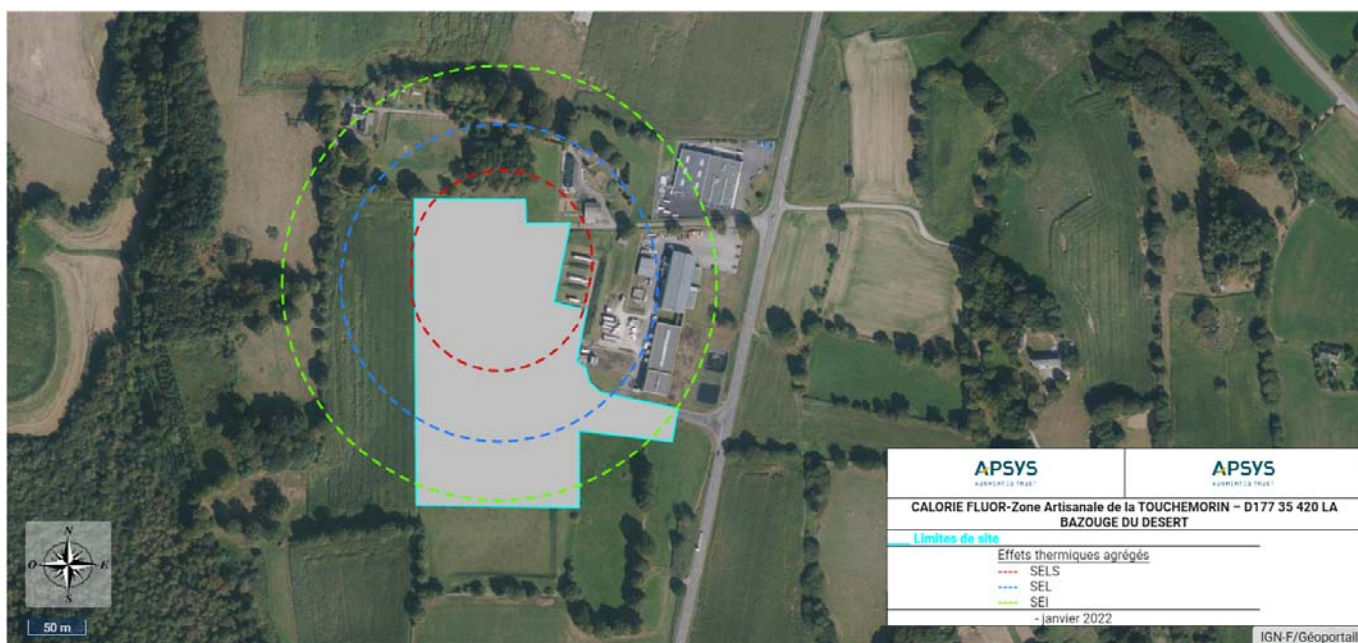 APSYS
AUGMENTED TRUST
APSYS
AUGMENTED TRUST
CALORIE FLUOR-Zone Artisanale de la TOUCHEMORIN – D177 35 420 LA
BAZOUGE DU DESERT
Limites de site
Effets thermiques agrégés
SELS
SEL
SEI
- janvier 2022
N
O
E
S
50 m
IGN-F/Géoportail